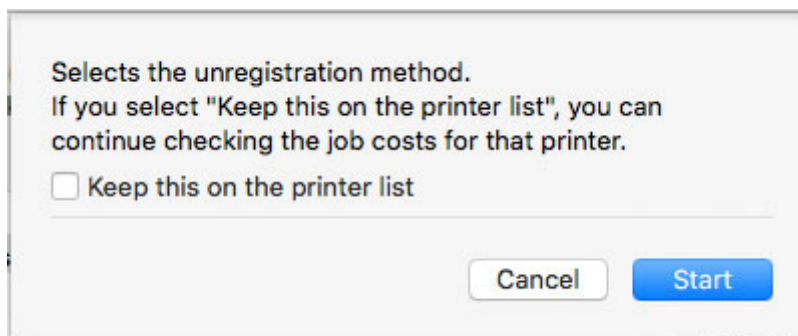 Selects the unregistration method.
If you select "Keep this on the printer list", you can
continue checking the job costs for that printer.
Keep this on the printer list
Cancel Start